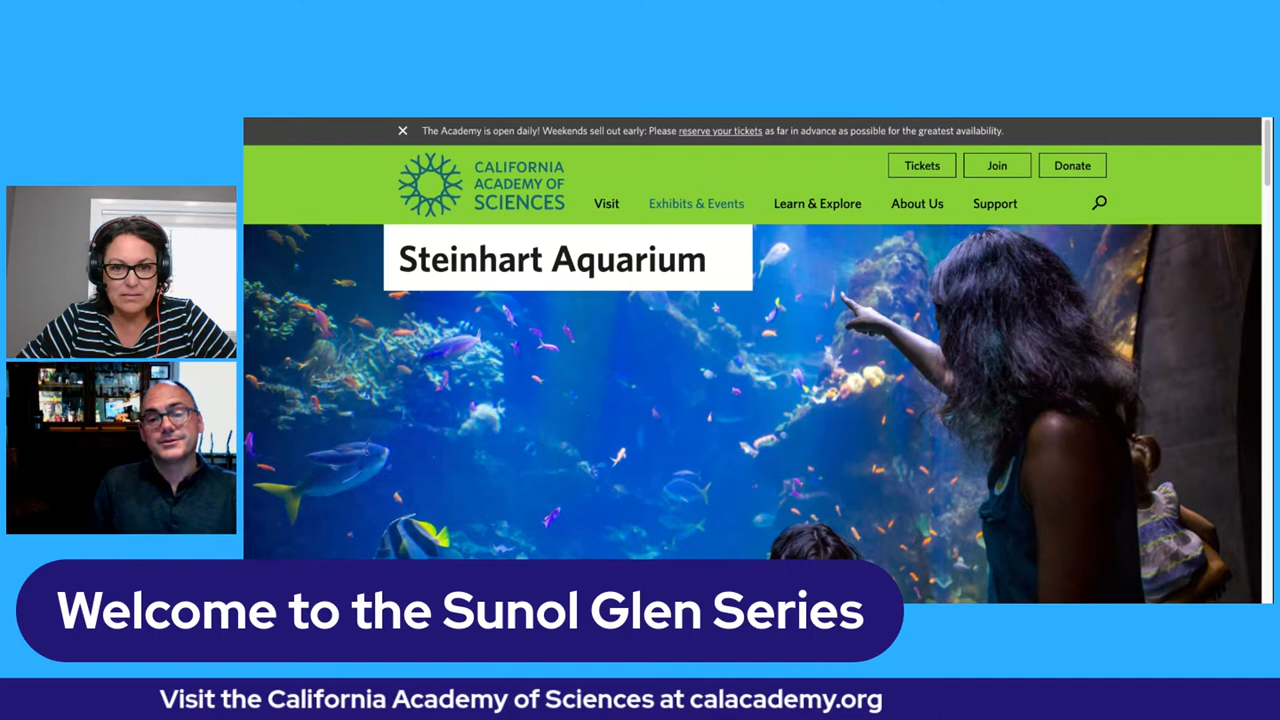 The Academy is open daily! Weekends sell out early: Please reserve your tickets as far in advance as possible for the greatest availability.
CALIFORNIA
ACADEMY OF
SCIENCES
Tickets
Join
Donate
Visit
Exhibits & Events
Learn & Explore
About Us
Support
Steinhart Aquarium
Welcome to the Sunol Glen Series
Visit the California Academy of Sciences at calacademy.org